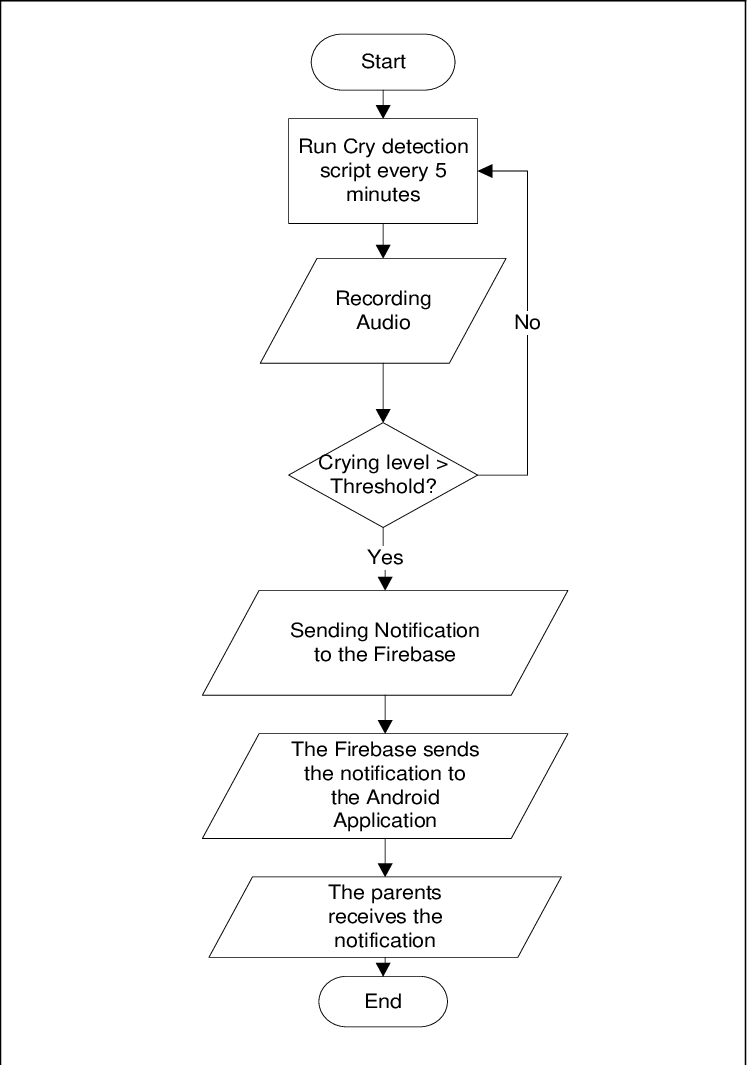 Start
Run Cry detection
script every 5
minutes
Recording
Audio
No
Crying level >
Threshold?
Yes
Sending Notification
to the Firebase
The Firebase sends
the notification to
the Android
Application
The parents
receives the
notification
End